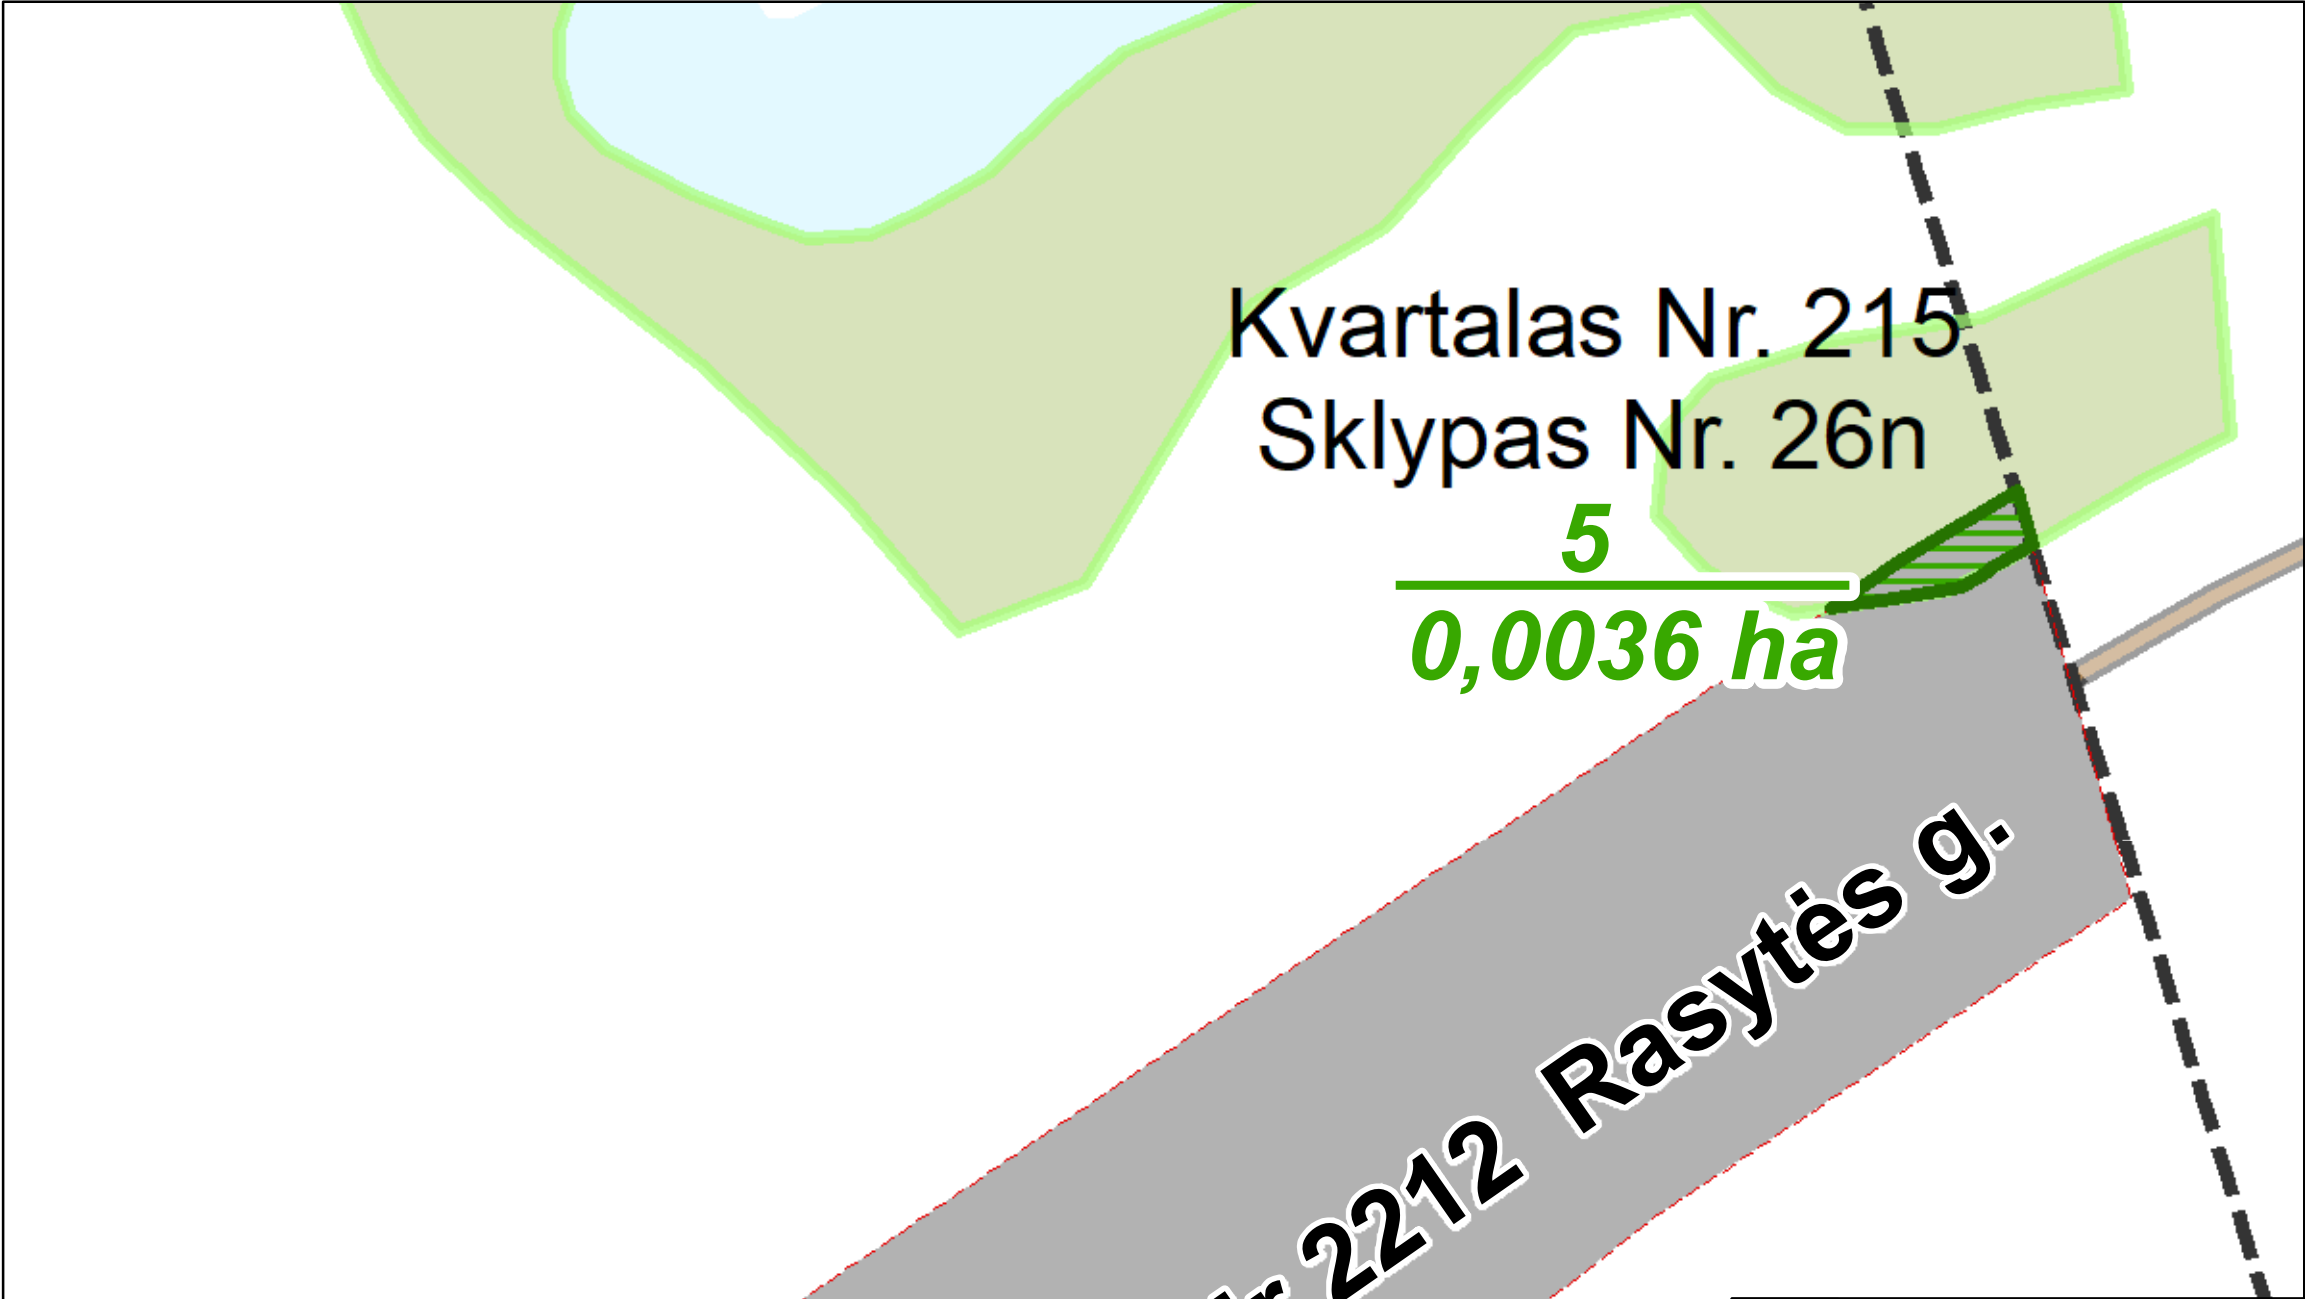 Kvartalas Nr. 215
Sklypas Nr. 26n
5
0,0036 ha
2212 Rasytės g.